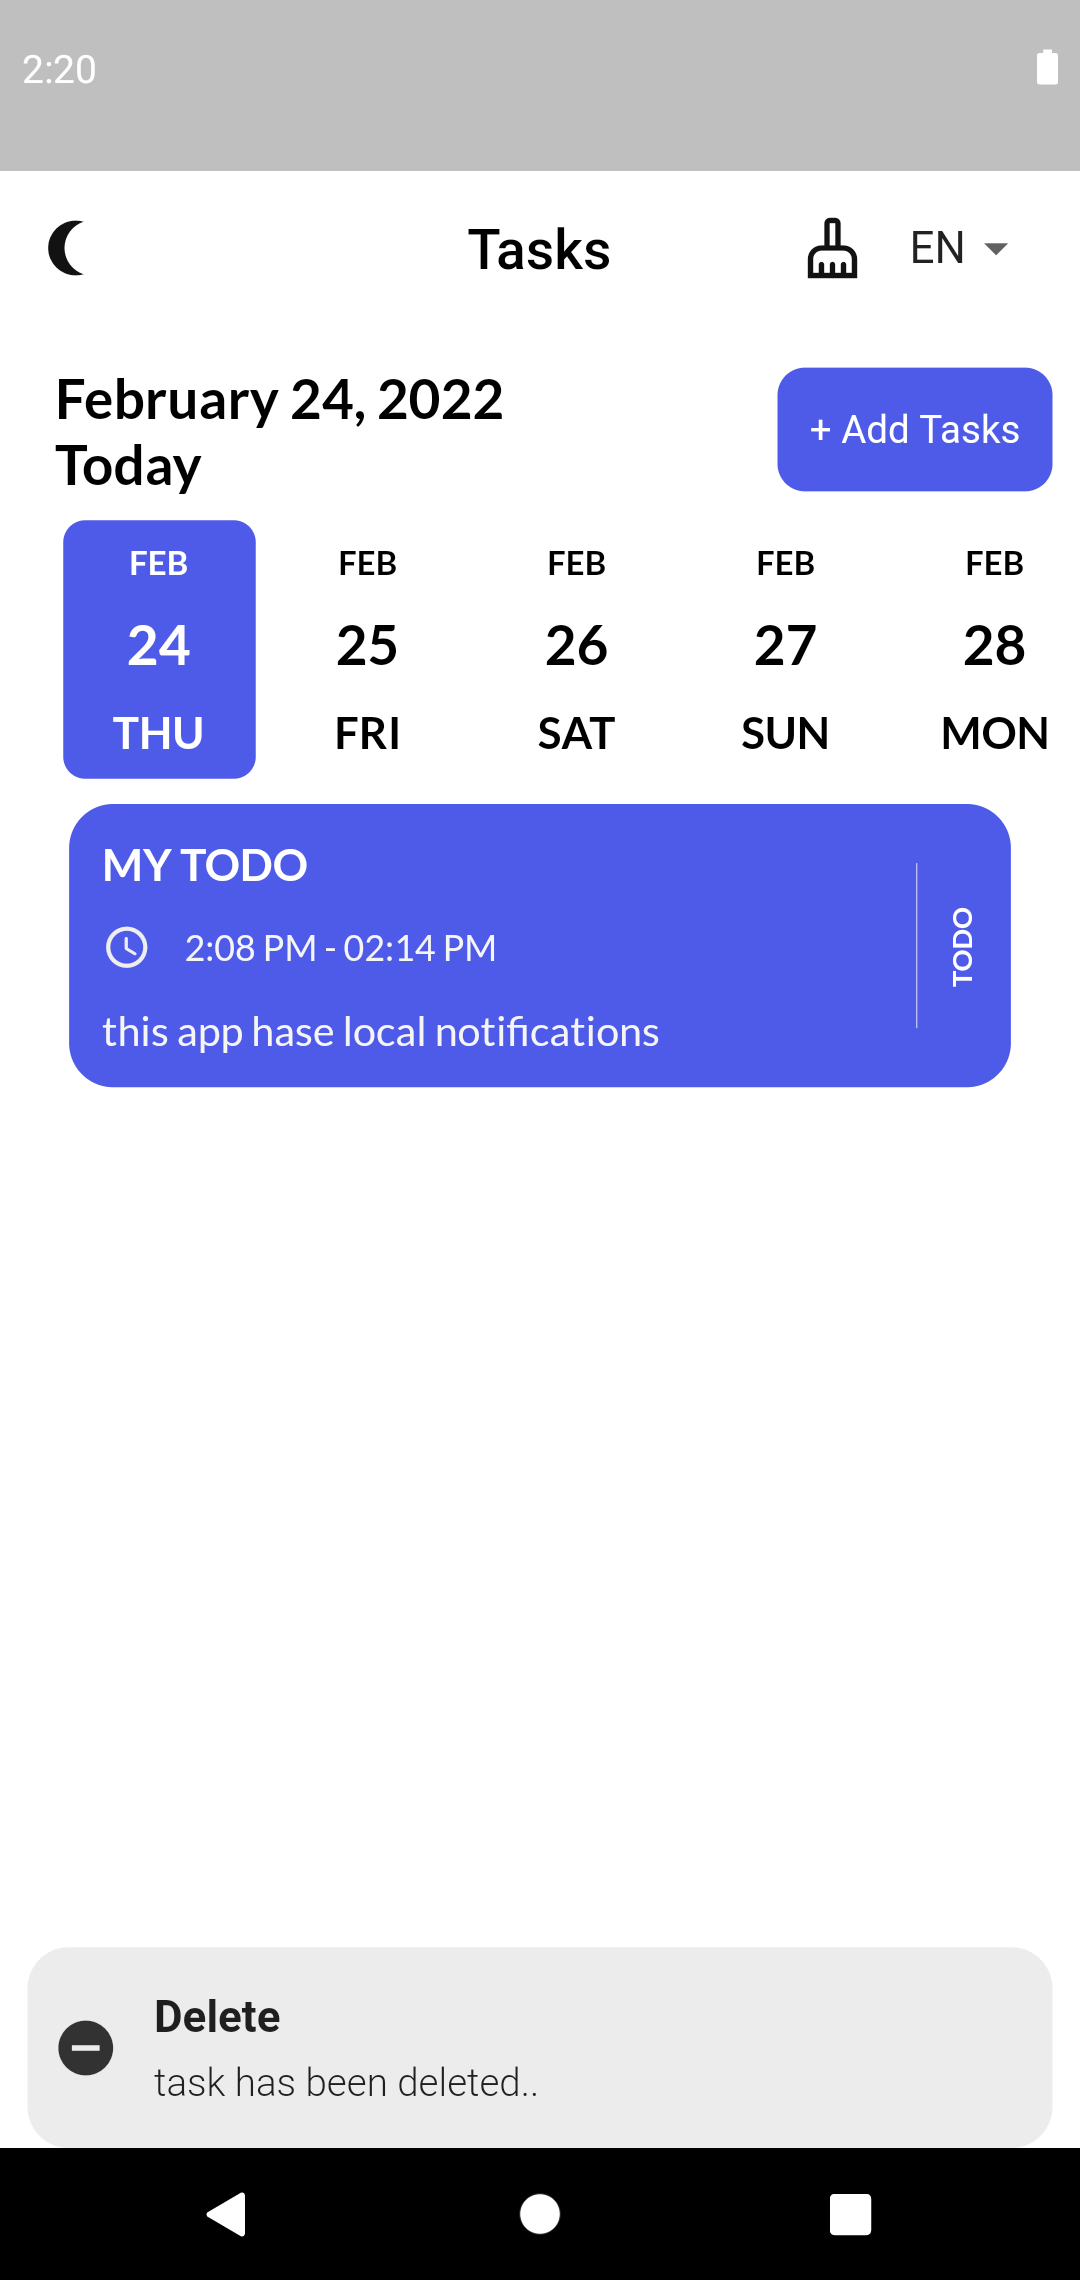 2:20
Tasks
EN
February 24, 2022
Today
+ Add Tasks
FEB FEB FEB FEB FEB
24 25 26 27 28
THU FRI SAT SUN MON
MY TODO
2:08 PM - 02:14 PM
this app hase local notifications
TODO
Delete
task has been deleted..